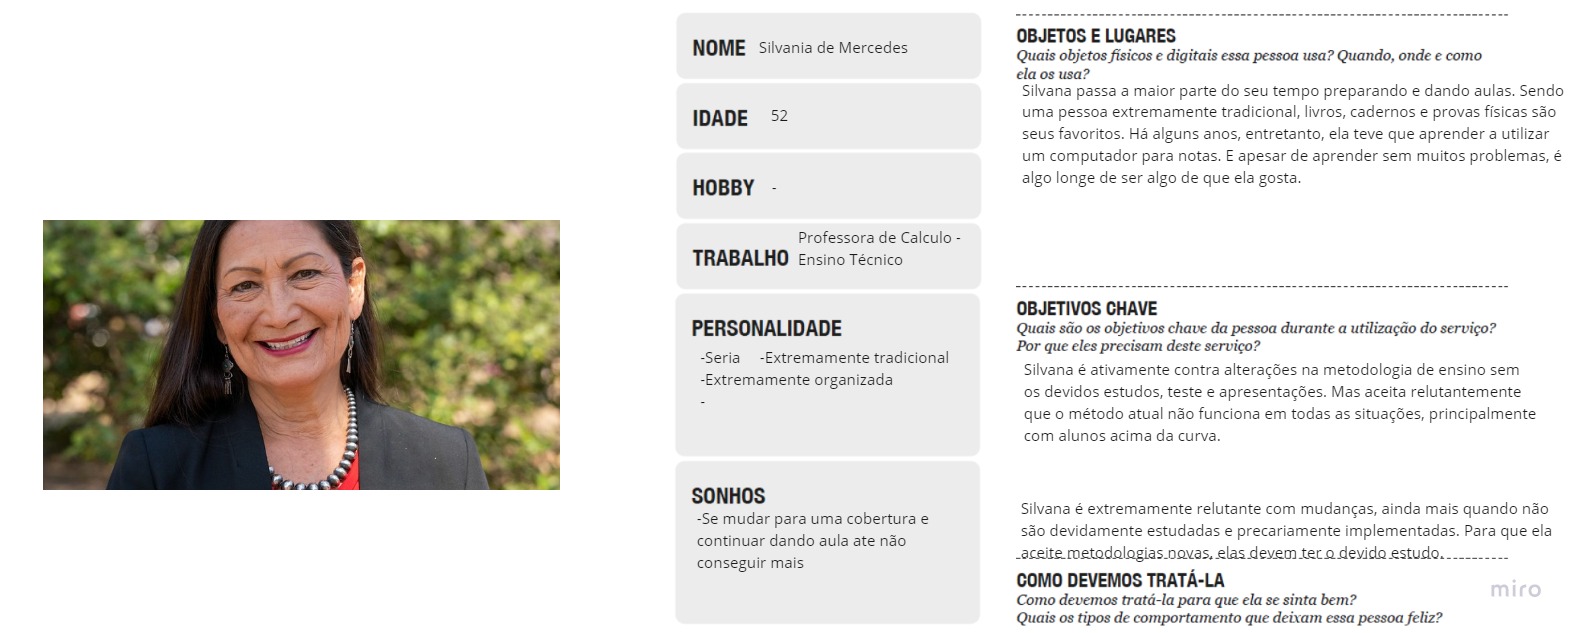 NOME Silvania de Mercedes
IDADE 52
HOBBY -
TRABALHO Professora de Calculo -
Ensino Técnico
PERSONALIDADE
-Seria -Extremamente tradicional
-Extremamente organizada
-
SONHOS
-Se mudar para uma cobertura e
continuar dando aula ate não
conseguir mais
OBJETOS E LUGARES
Quais objetos físicos e digitais essa pessoa usa? Quando, onde e como
ela os usa?
Silvana passa a maior parte do seu tempo preparando e dando aulas. Sendo
uma pessoa extremamente tradicional, livros, cadernos e provas físicas são
seus favoritos. Há alguns anos, entretanto, ela teve que aprender a utilizar
um computador para notas. E apesar de aprender sem muitos problemas, é
algo longe de ser algo de que ela gosta.
OBJETIVOS CHAVE
Quais são os objetivos chave da pessoa durante a utilização do serviço?
Por que eles precisam deste serviço?
Silvana é ativamente contra alterações na metodologia de ensino sem
os devidos estudos, teste e apresentações. Mas aceita relutantemente
que o método atual não funciona em todas as situações, principalmente
com alunos acima da curva.
Silvana é extremamente relutante com mudanças, ainda mais quando não
são devidamente estudadas e precariamente implementadas. Para que ela
aceite metodologias novas, elas devem ter o devido estudo.
COMO DEVEMOS TRATÁ-LA
Como devemos tratá-la para que ela se sinta bem?
Quais os tipos de comportamento que deixam essa pessoa feliz?
miro